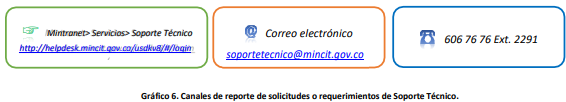 Mintranet> Servicios> Soporte Técnico
http://helpdesk.mincit.gov.co/usdkv8/#/login
.
Correo electrónico
soportetecnico@mincit.gov.co
606 76 76 Ext. 2291
Gráfico 6. Canales de reporte de solicitudes o requerimientos de Soporte Técnico.